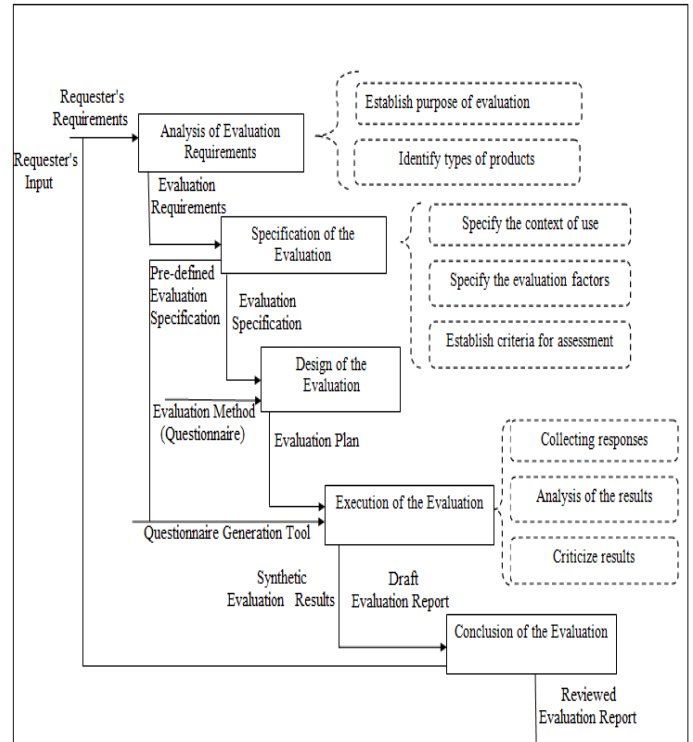 Requester's
Requirements
Requester's
Input
Analysis of Evaluation
Requirements
Establish purpose of evaluation
Identify types of products
Evaluation
Requirements
Specification of the
Evaluation
Specify the context of use
Specify the evaluation factors
Establish criteria for assessment
Pre-defined
Evaluation
Specification
Evaluation
Specification
Design of the
Evaluation
Evaluation Method
(Questionnaire)
Evaluation Plan
Collecting responses
Analysis of the results
Criticize results
Execution of the Evaluation
Questionnaire Generation Tool
Synthetic
Evaluation Results
Draft
Evaluation Report
Conclusion of the Evaluation
Reviewed
Evaluation Report